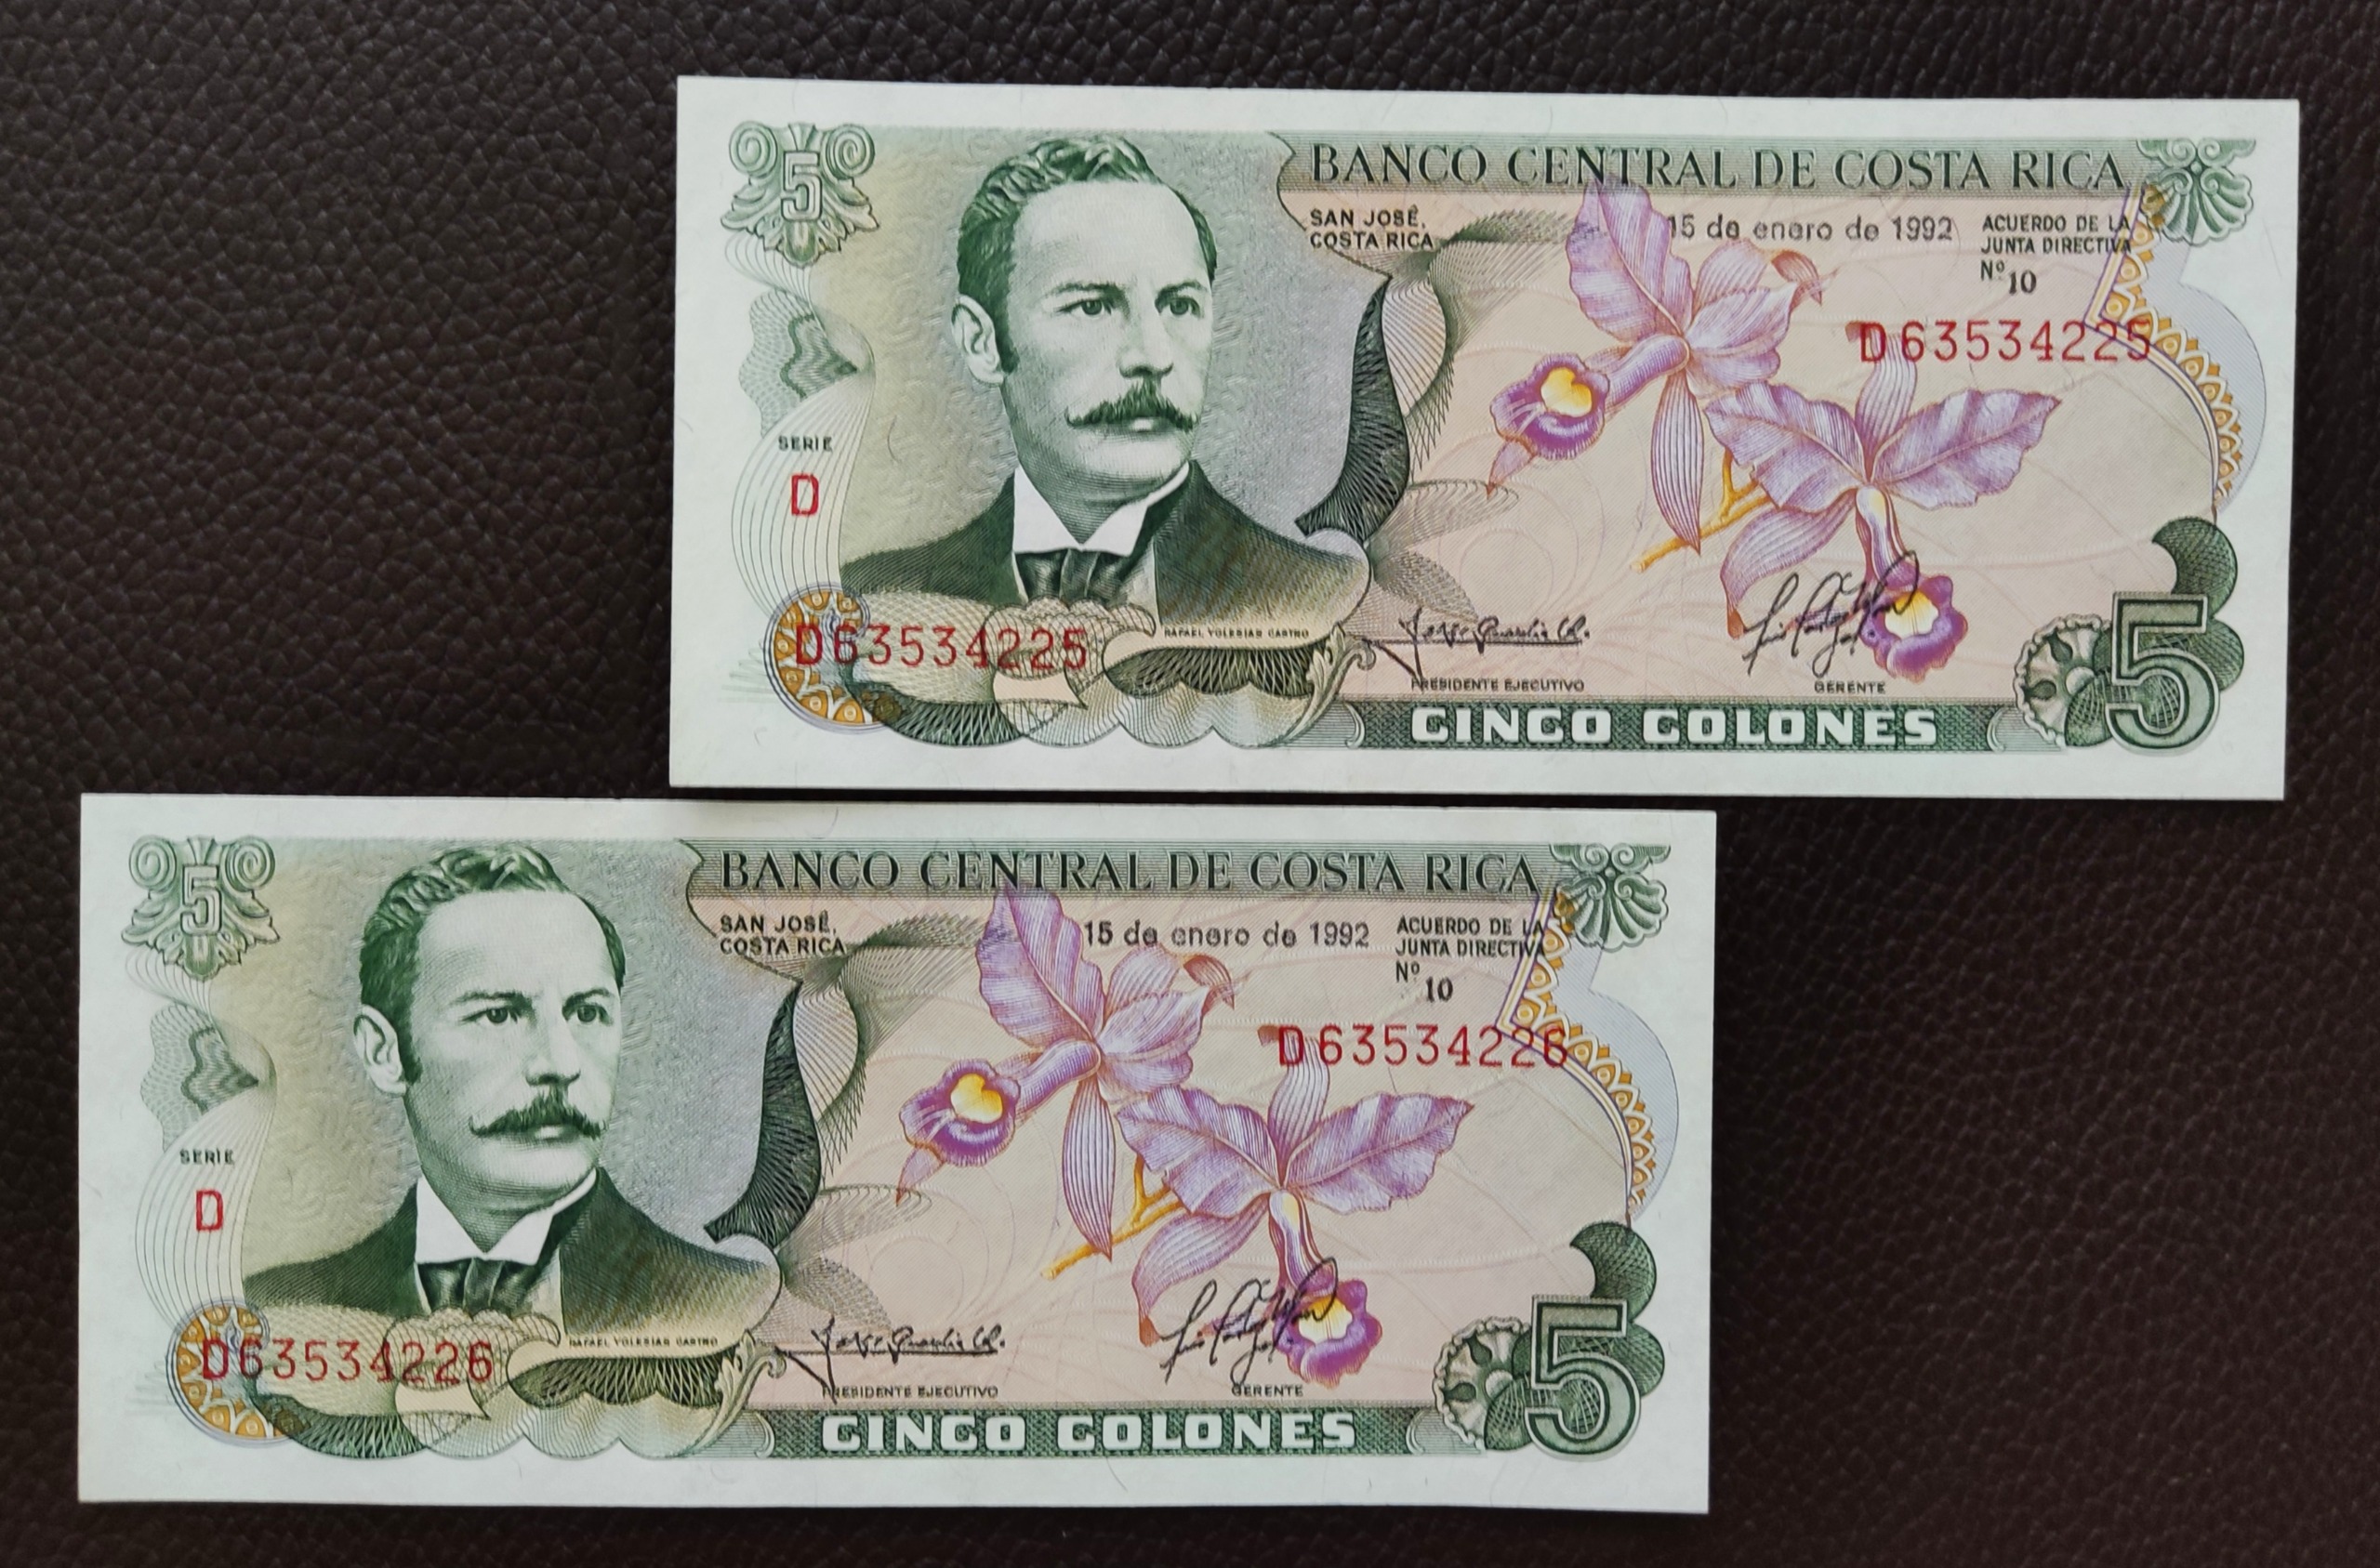 5
BANCO CENTRAL DE COSTA RICA
SAN JOSÉ,
COSTA RICA
15 de enero de 1992
ACUERDO DE LA
JUNTA DIRECTIVA
Nº 10
D63534225
SERIE
D
D63534225
RAFAEL YGLESIAS CASTRO
PRESIDENTE EJECUTIVO
GERENTE
CINCO COLONES
5
5
BANCO CENTRAL DE COSTA RICA
SAN JOSÉ,
COSTA RICA
15 de enero de 1992
ACUERDO DE LA
JUNTA DIRECTIVA
Nº 10
D63534226
SERIE
D
D63534226
RAFAEL YGLESIAS CASTRO
PRESIDENTE EJECUTIVO
GERENTE
CINCO COLONES
5